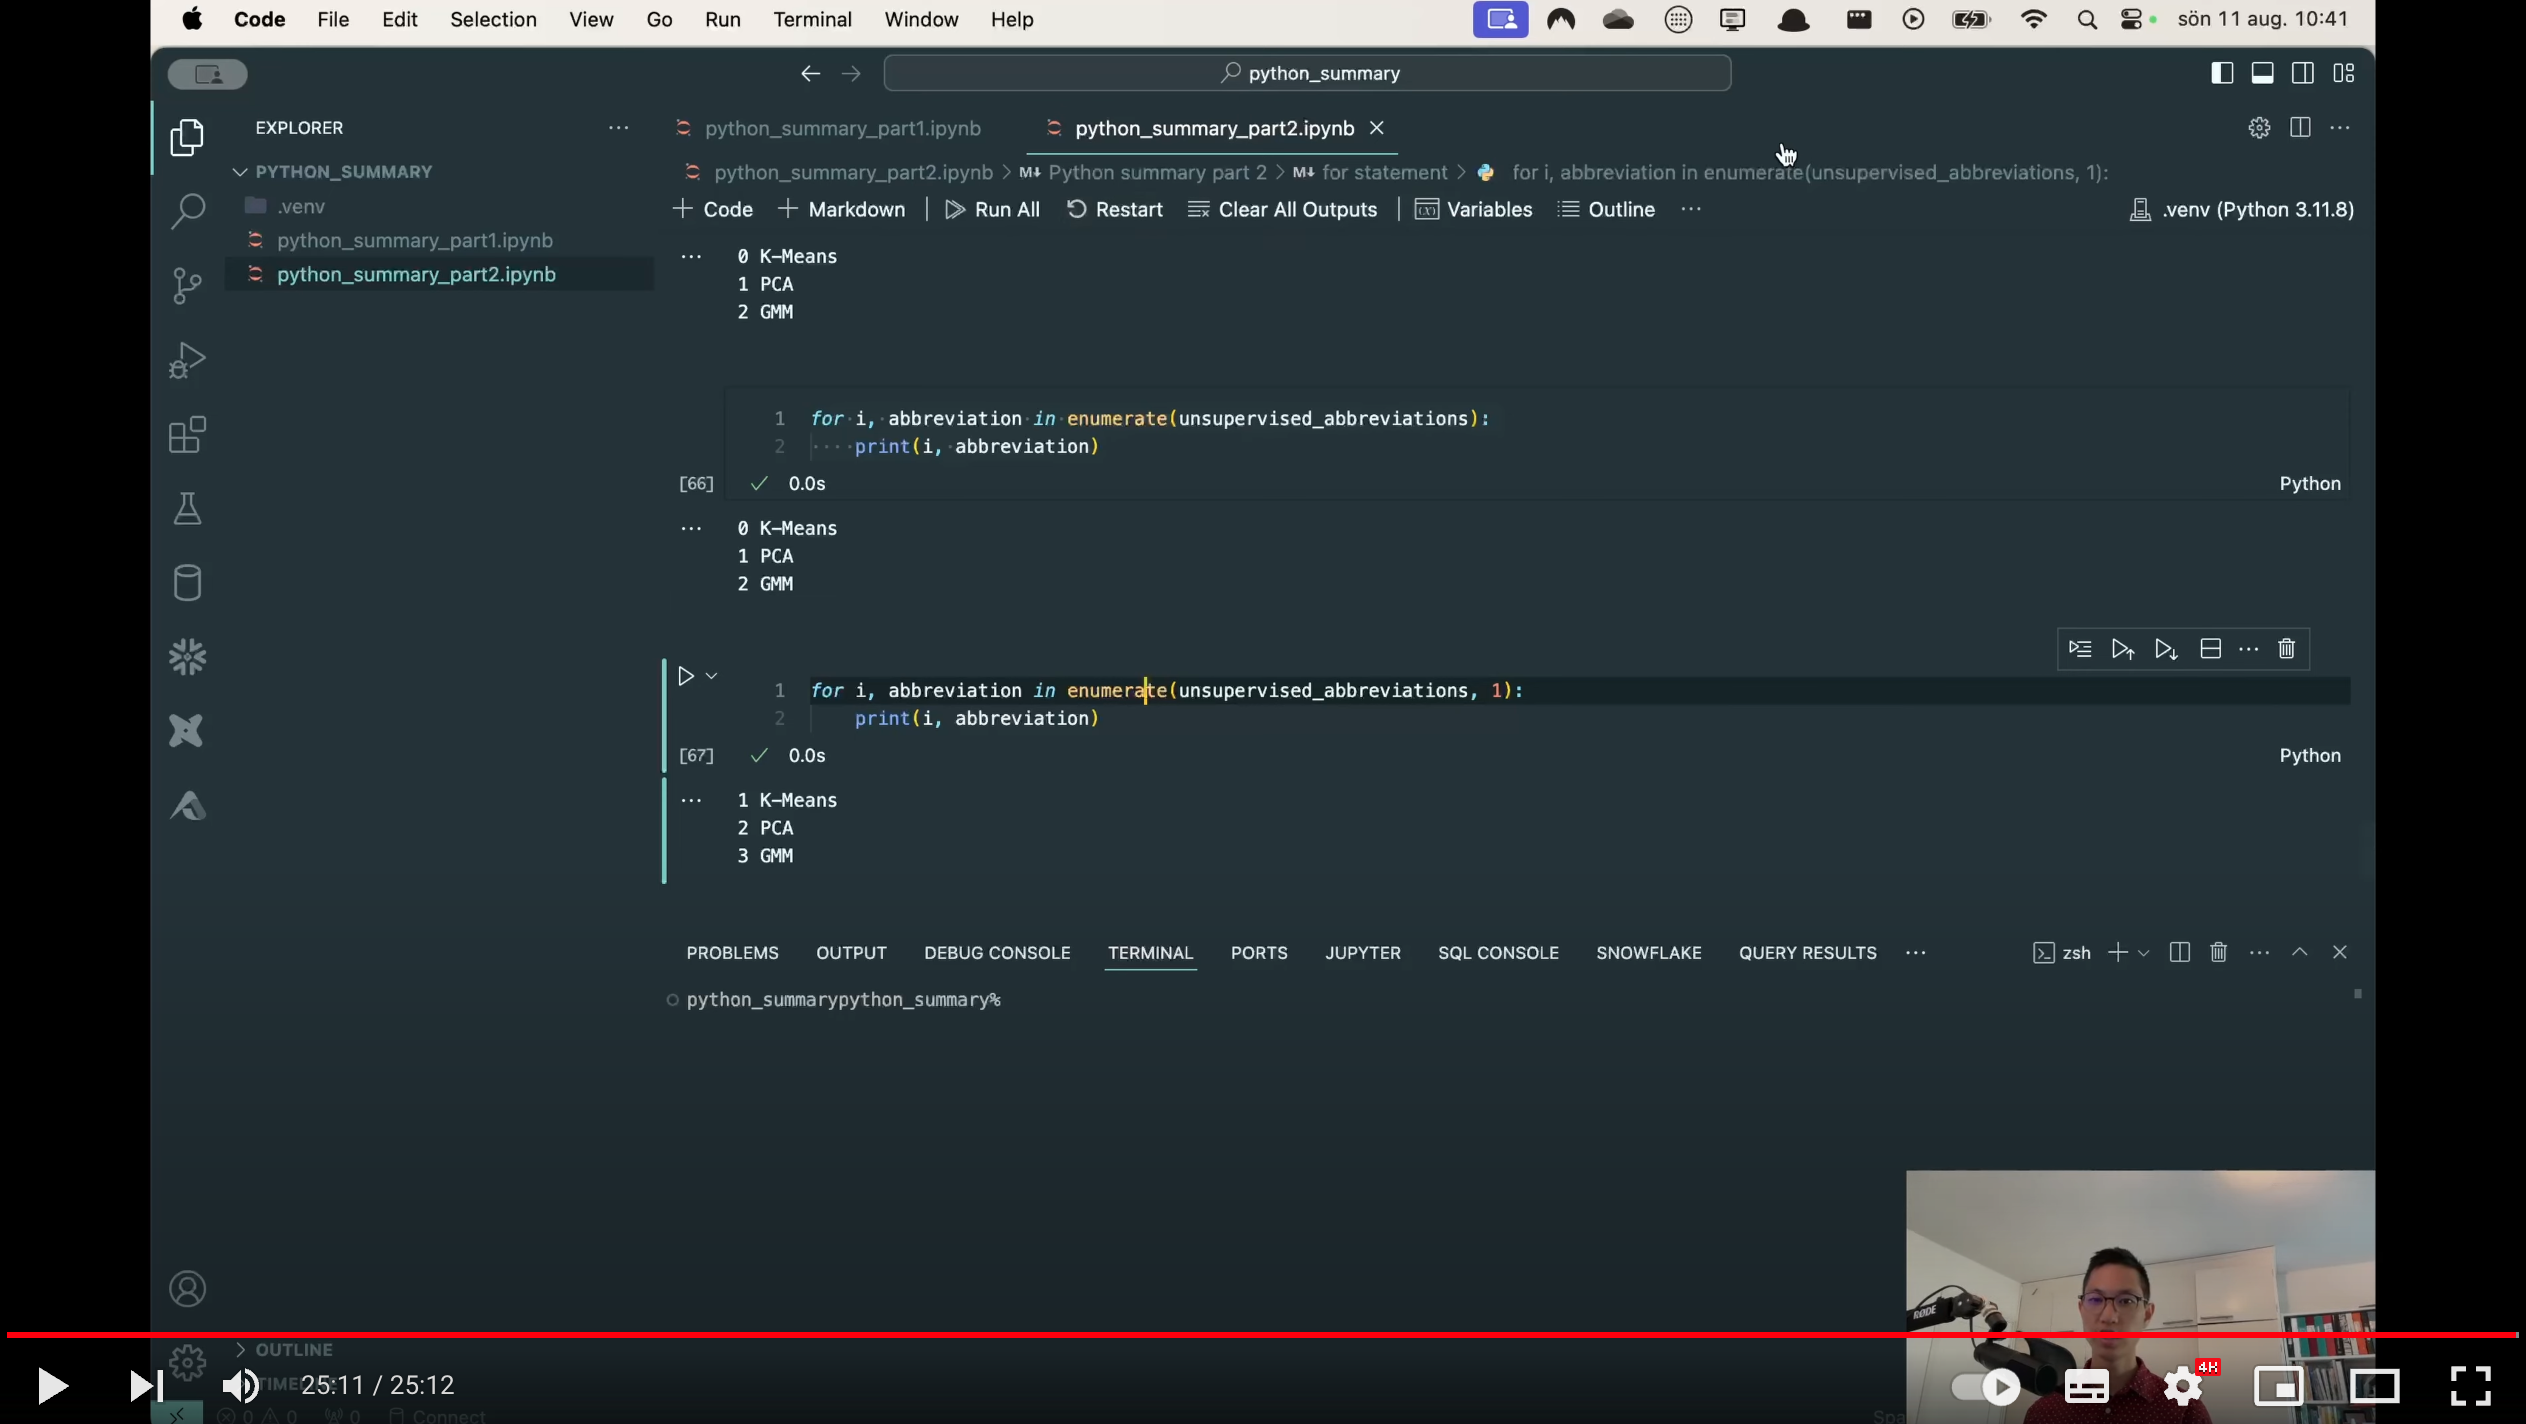 Code File Edit Selection View Go Run Terminal Window Help sön 11 aug. 10:41
python_summary
EXPLORER
python_summary_part1.ipynb python_summary_part2.ipynb
PYTHON_SUMMARY
python_summary_part2.ipynb > M↓ Python summary part 2 > M↓ for statement > for i, abbreviation in enumerate(unsupervised_abbreviations, 1):
.venv
python_summary_part1.ipynb
python_summary_part2.ipynb
+ Code + Markdown | Run All Restart Clear All Outputs | Variables Outline ··· .venv (Python 3.11.8)
0 K-Means
1 PCA
2 GMM
1 for i, abbreviation in enumerate(unsupervised_abbreviations):
2 print(i, abbreviation)
[66] ✓ 0.0s Python
0 K-Means
1 PCA
2 GMM
1 for i, abbreviation in enumerate(unsupervised_abbreviations, 1):
2 print(i, abbreviation)
[67] ✓ 0.0s Python
1 K-Means
2 PCA
3 GMM
PROBLEMS OUTPUT DEBUG CONSOLE TERMINAL PORTS JUPYTER SQL CONSOLE SNOWFLAKE QUERY RESULTS ··· zsh
python_summarypython_summary%
RØDE
OUTLINE
TIMELINE
25:11 / 25:12
4K
0 0 0 Connect